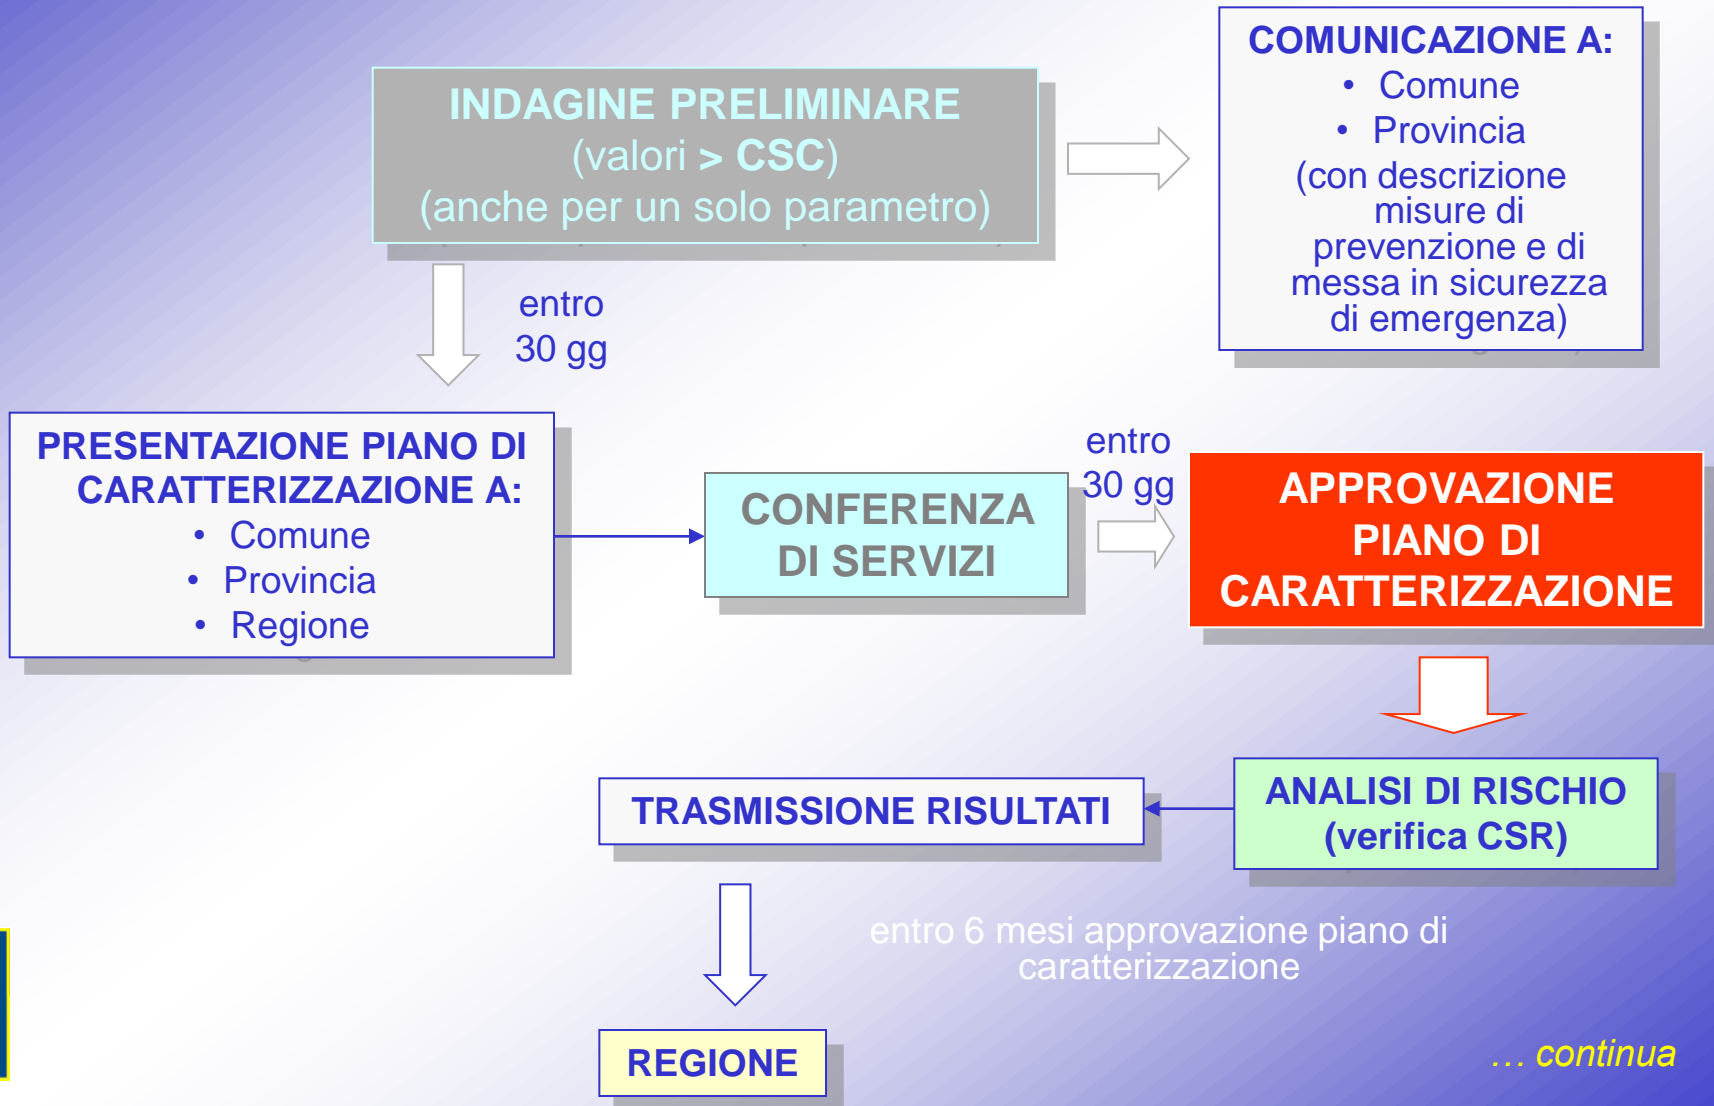 INDAGINE PRELIMINARE
(valori > CSC)
(anche per un solo parametro)
COMUNICAZIONE A:
• Comune
• Provincia
(con descrizione
misure di
prevenzione e di
messa in sicurezza
di emergenza)
entro
30 gg
PRESENTAZIONE PIANO DI
CARATTERIZZAZIONE A:
• Comune
• Provincia
• Regione
CONFERENZA
DI SERVIZI
entro
30 gg
APPROVAZIONE
PIANO DI
CARATTERIZZAZIONE
ANALISI DI RISCHIO
(verifica CSR)
TRASMISSIONE RISULTATI
entro 6 mesi approvazione piano di
caratterizzazione
REGIONE
… continua